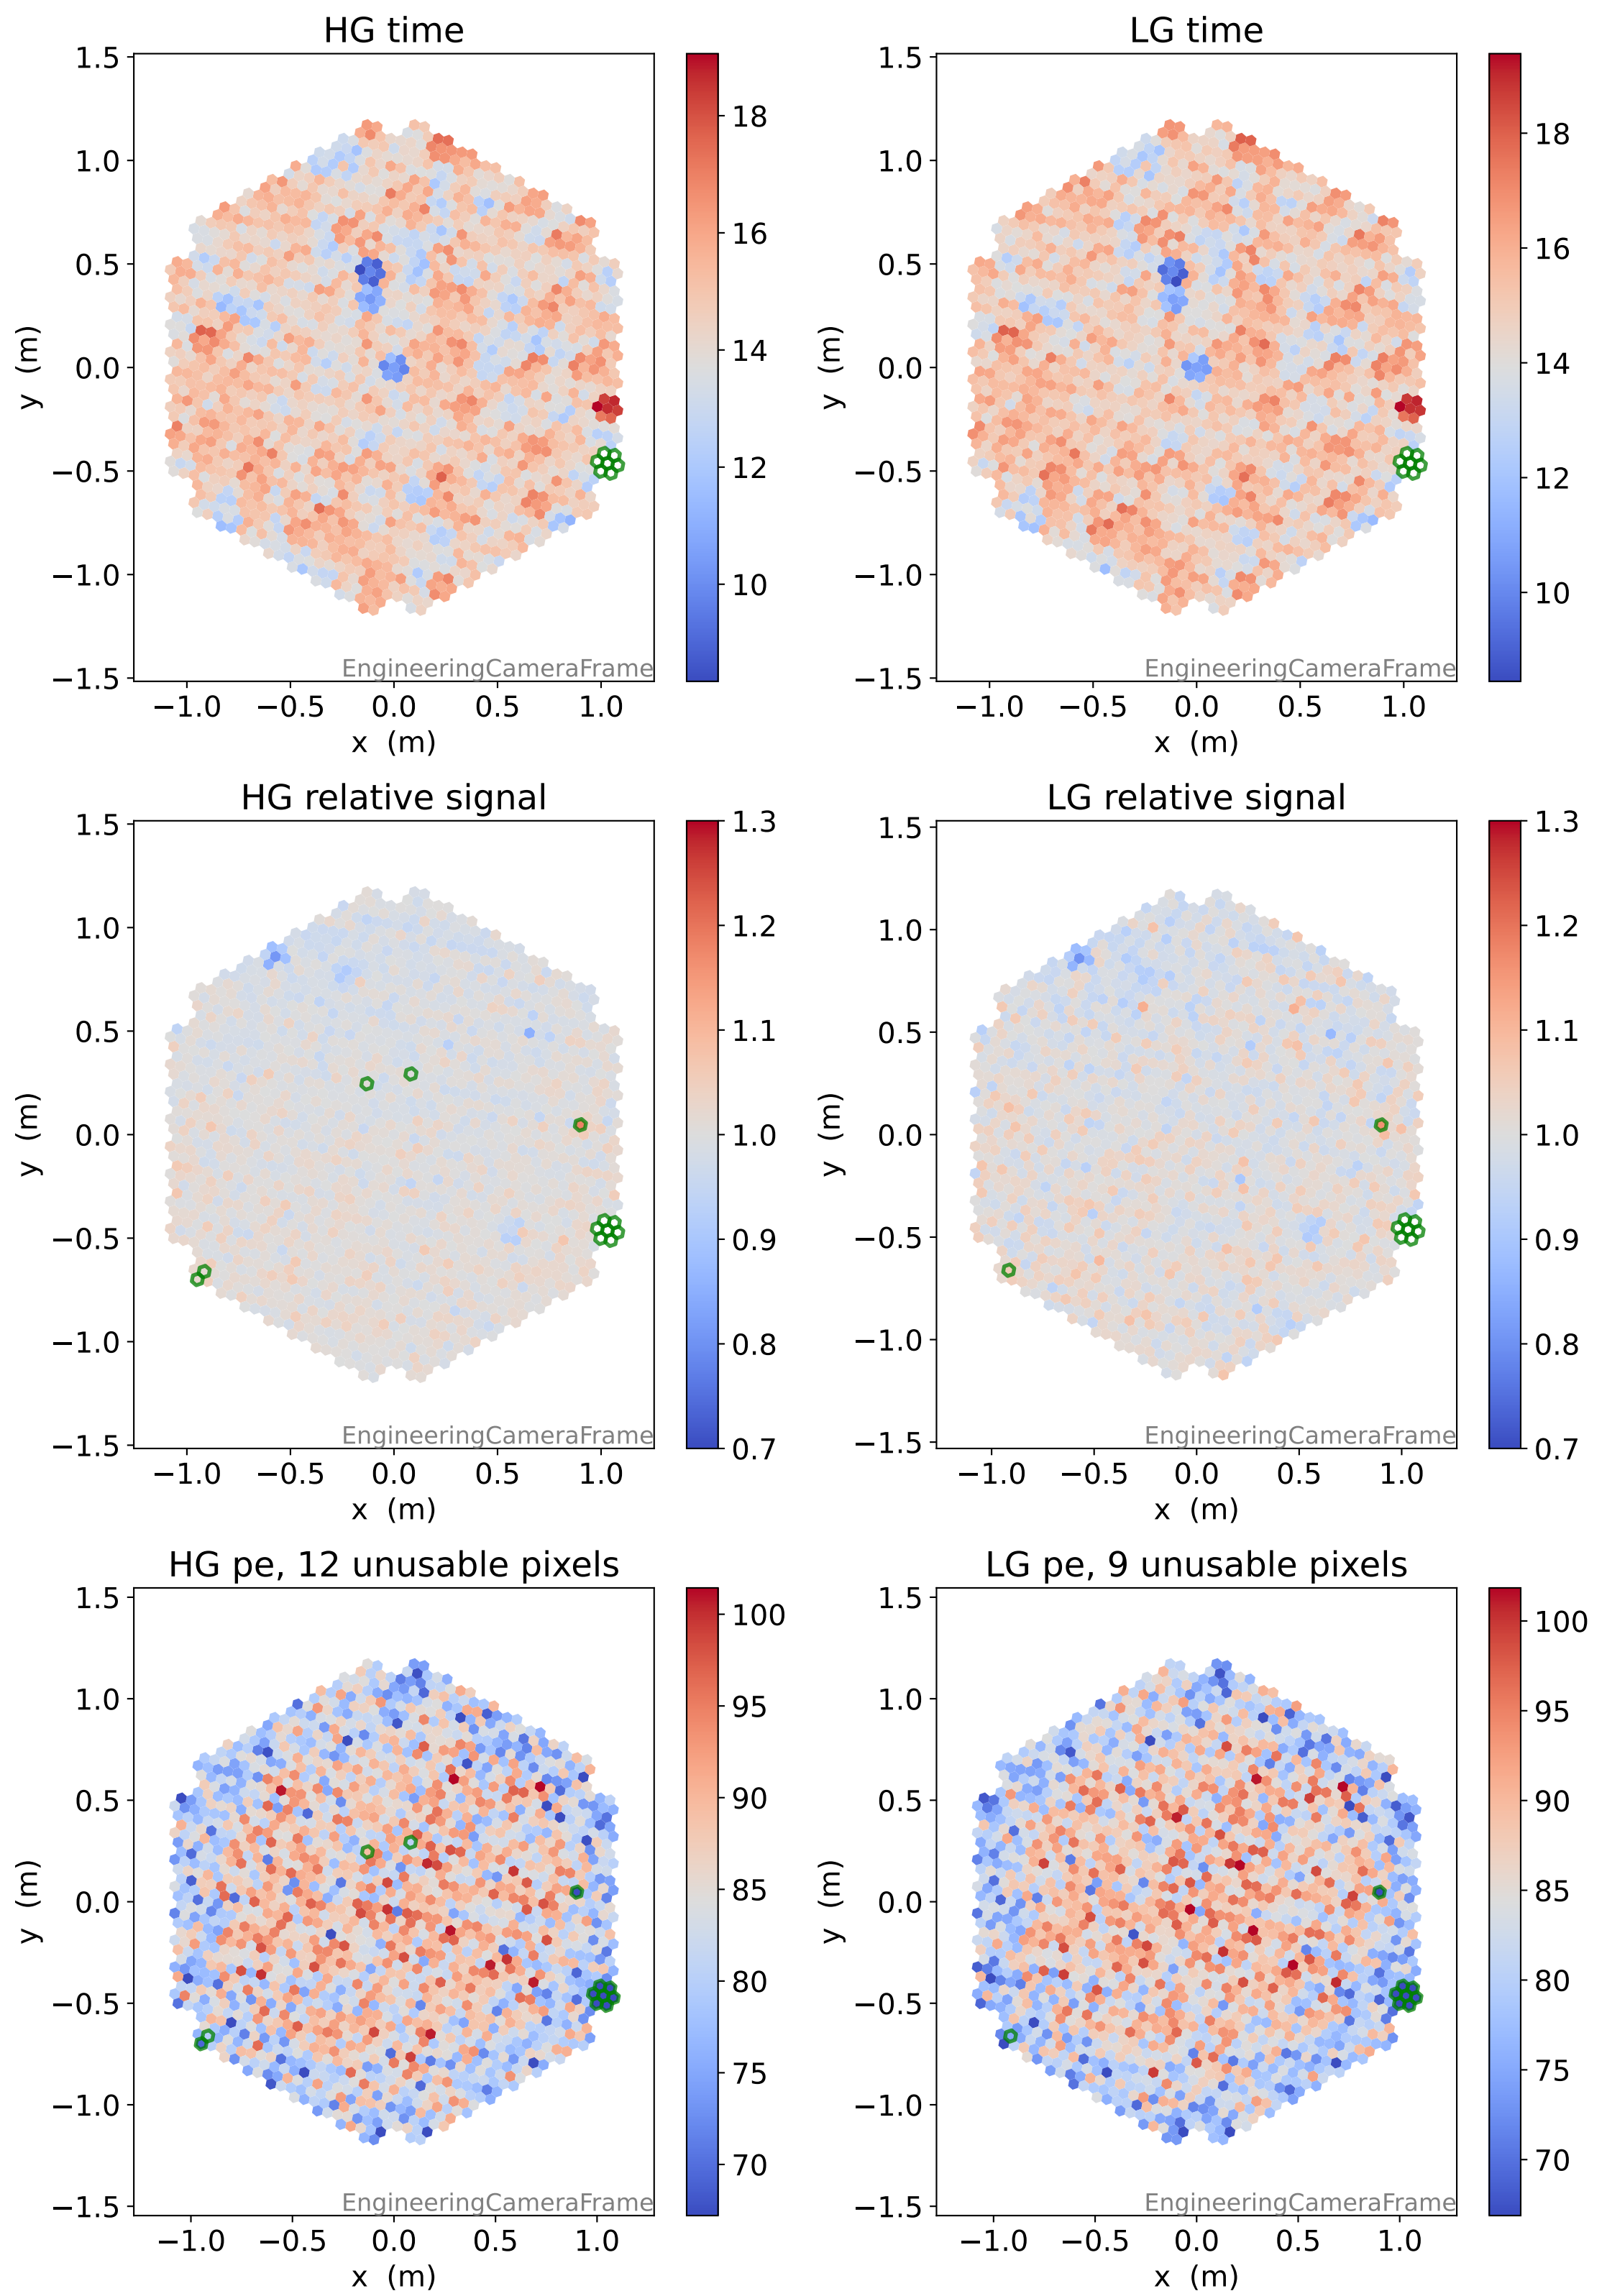 HG time
LG time
1.5
1.0
0.5
0.0
−0.5
−1.0
−1.5
y (m)
−1.0 −0.5 0.0 0.5 1.0
x (m)
EngineeringCameraFrame
18
16
14
12
10
1.5
1.0
0.5
0.0
−0.5
−1.0
−1.5
y (m)
−1.0 −0.5 0.0 0.5 1.0
x (m)
EngineeringCameraFrame
18
16
14
12
10
HG relative signal
LG relative signal
1.5
1.0
0.5
0.0
−0.5
−1.0
−1.5
y (m)
−1.0 −0.5 0.0 0.5 1.0
x (m)
EngineeringCameraFrame
1.3
1.2
1.1
1.0
0.9
0.8
0.7
1.5
1.0
0.5
0.0
−0.5
−1.0
−1.5
y (m)
−1.0 −0.5 0.0 0.5 1.0
x (m)
EngineeringCameraFrame
1.3
1.2
1.1
1.0
0.9
0.8
0.7
HG pe, 12 unusable pixels
LG pe, 9 unusable pixels
1.5
1.0
0.5
0.0
−0.5
−1.0
−1.5
y (m)
−1.0 −0.5 0.0 0.5 1.0
x (m)
EngineeringCameraFrame
100
95
90
85
80
75
70
1.5
1.0
0.5
0.0
−0.5
−1.0
−1.5
y (m)
−1.0 −0.5 0.0 0.5 1.0
x (m)
EngineeringCameraFrame
100
95
90
85
80
75
70